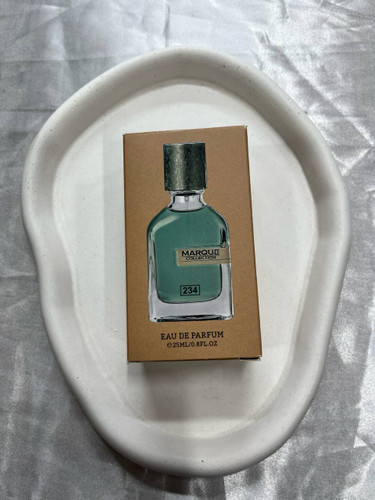 MARQUE
COLLECTION
234
EAU DE PARFUM
℮25ML/0.8FL.OZ